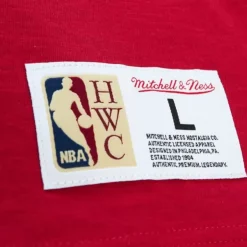 Mitchell & Ness
H
W
C
NBA
L
MITCHELL & NESS NOSTALGIA CO.
AUTHENTIC LICENSED APPAREL
DESIGNED IN PHILADELPHIA, PA
ESTABLISHED 1904
AUTHENTIC, PREMIUM, LEGENDARY.